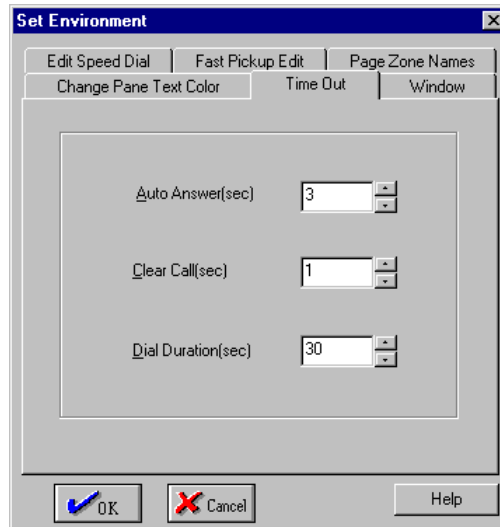 Set Environment
Edit Speed Dial Fast Pickup Edit Page Zone Names
Change Pane Text Color Time Out Window
Auto Answer(sec) 3
Clear Call(sec) 1
Dial Duration(sec) 30
OK Cancel Help